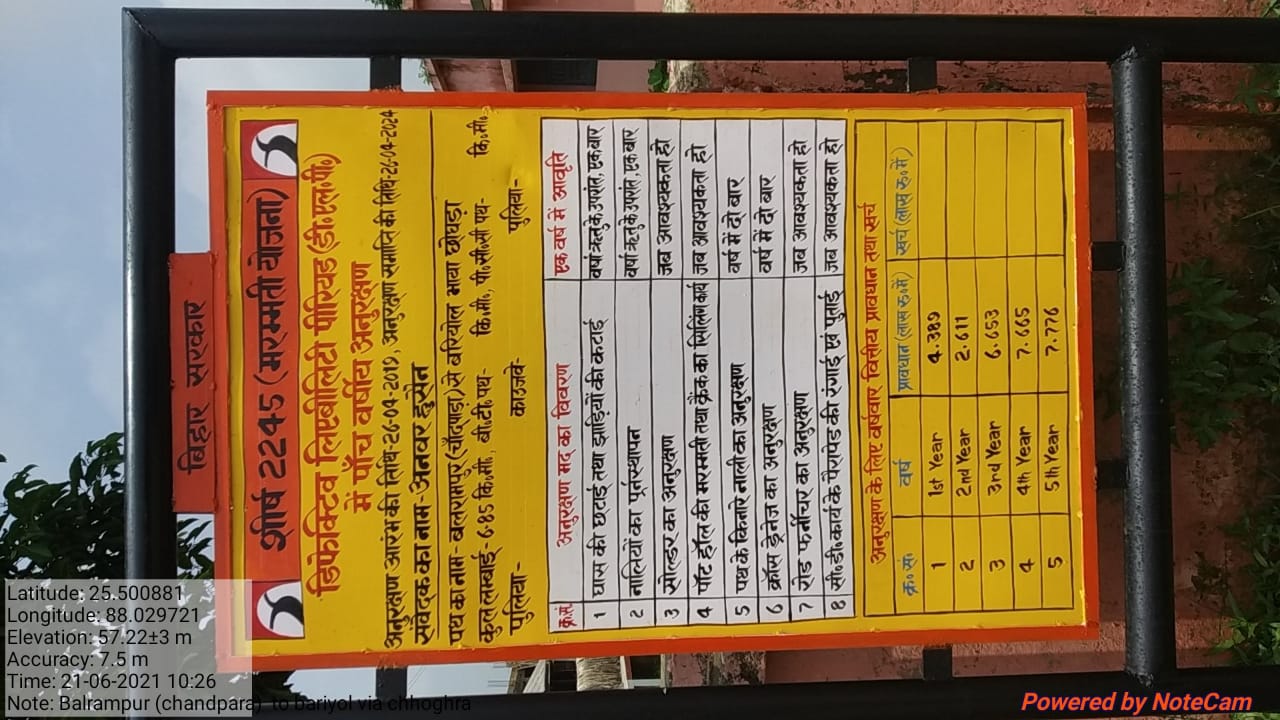 बिहार सरकार
शीर्ष 2245 (मरम्मती योजना)
डिफेक्टिव लिएबीलिटी पीरियड (डी॰एल॰पी॰)
में पाँच वर्षीय अनुरक्षण
अनुरक्षण आरंभ की तिथि-26-04-2019, अनुरक्षण समाप्ति की तिथि-26-04-2024
संवेदक का नाम - अनवर हुसैन
पथ का नाम - बलरामपुर (चाँदपाड़ा) से बरियोल भाया छोघड़ा
कुल लम्बाई 6.85 कि.मी., बी.टी. पथ- कि.मी., पी.सी.सी पथ- कि.मी.
पुलिया- काजवे- पुलिया-
क्र.सं. अनुरक्षण मद का विवरण एक वर्ष में आवृति
1 घास की छटाई तथा झाड़ियों की कटाई वर्षा ऋतु के उपरांत, एक बार
2 नालियों का पूर्नस्थापन वर्षा ऋतु के उपरांत, एक बार
3 सोल्डर का अनुरक्षण जब आवश्यकता हो
4 पॉट हॉल की मरम्मती तथा क्रैक का सिलिंग कार्य जब आवश्यकता हो
5 पथ के किनारे नाली का अनुरक्षण वर्ष में दो बार
6 क्रॉस ड्रेनेज का अनुरक्षण वर्ष में दो बार
7 रोड फर्नीचर का अनुरक्षण जब आवश्यकता हो
8 सी.डी. कार्य के पैरापेड की रंगाई एवं पुताई जब आवश्यकता हो
अनुरक्षण के लिए वर्षवार वित्तीय प्रावधान तथा खर्च
क्र. सं. वर्ष प्रावधान (लाख रु. में) खर्च (लाख रु. में)
1 1st Year 4.389
2 2nd Year 2.611
3 3rd Year 6.653
4 4th Year 7.665
5 5th Year 7.776
Latitude: 25.500881
Longitude: 88.029721
Elevation: 57.22±3 m
Accuracy: 7.5 m
Time: 21-06-2021 10:26
Note: Balrampur (chandpara) to bariyol via chhoghra
Powered by NoteCam